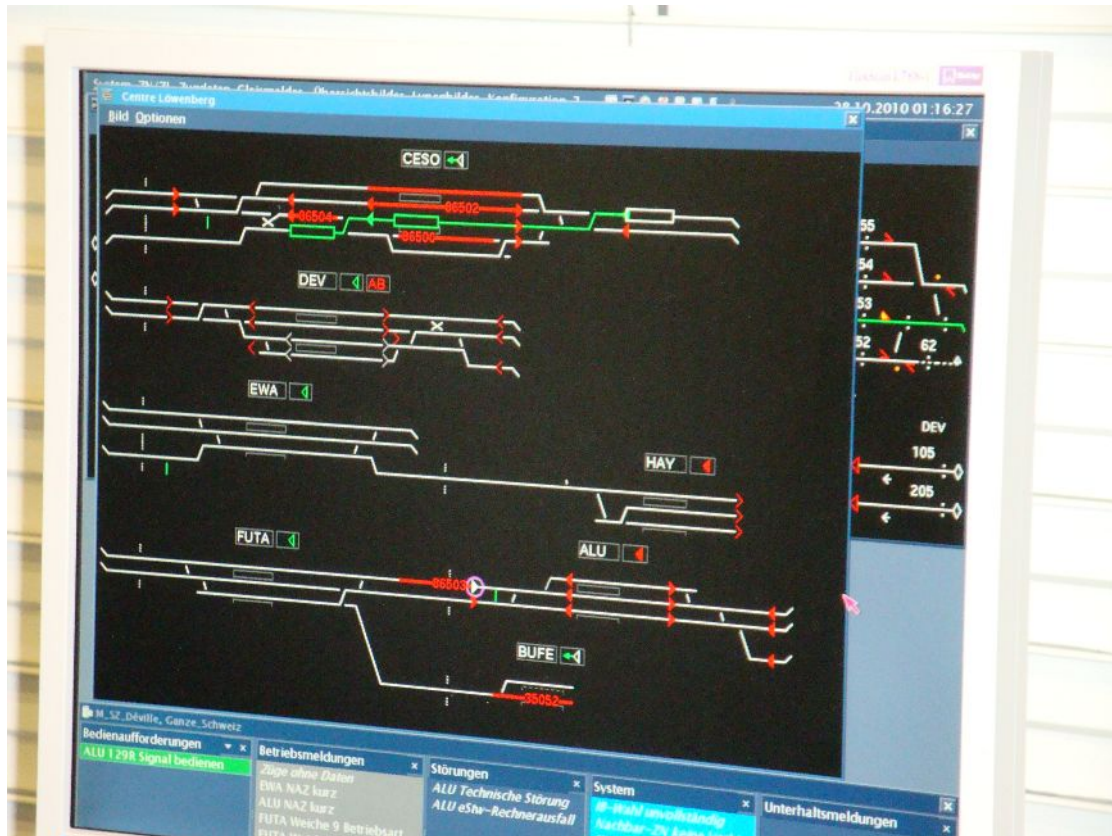 28.10.2010 01:16:27
Centre Löwenberg
Bild Optionen
CESO
86502
86504
86506
DEV AB
EWA
HAY
FUTA
ALU
86503
BUFE
35052
55
54
53
52 62
DEV
105
205
M_SZ_Déville, Ganze_Schweiz
Bedienaufforderungen
ALU 129R Signal bedienen
Betriebsmeldungen
Züge ohne Daten
EWA NAZ kurz
ALU NAZ kurz
FUTA Weiche 9 Betriebsart
Störungen
ALU Technische Störung
ALU eStw-Rechnerausfall
System
Unterhaltsmeldungen